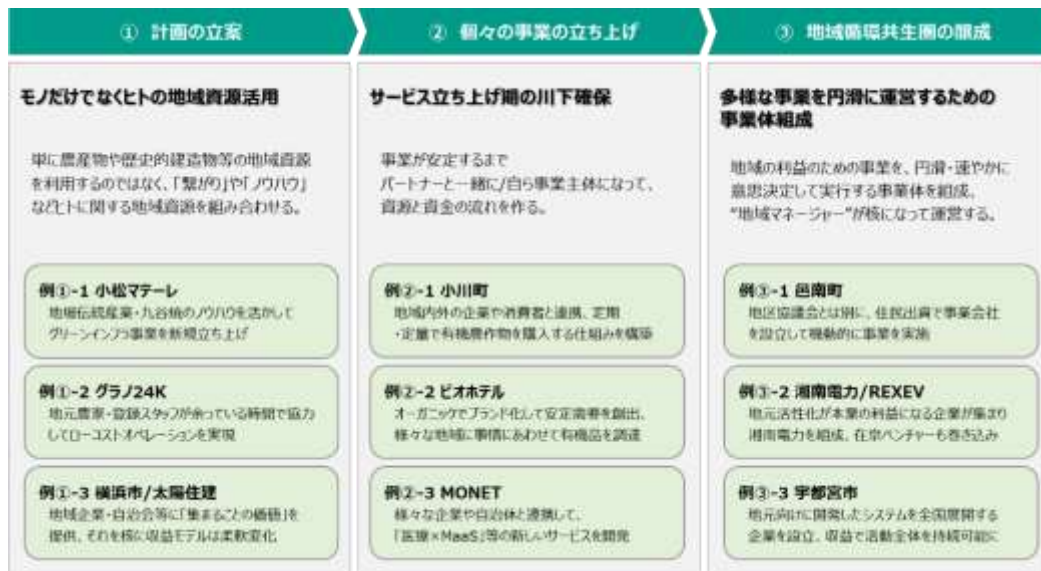 ① 計画の立案
② 個々の事業の立ち上げ
③ 地域循環共生圏の醸成
モノだけでなくヒトの地域資源活用
単に農産物や歴史的建造物等の地域資源
を利用するのではなく、「繋がり」や「ノウハウ」
などヒトに関する地域資源を組み合わせる。
例①-1 小松マテーレ
地場伝統産業・九谷焼のノウハウを活かして
グリーンインフラ事業を新規立ち上げ
例①-2 グラノ24K
地元農家・登録スタッフが余っている時間で協力
してローコストオペレーションを実現
例①-3 横浜市/太陽住建
地域企業・自治会等に「集まることの価値」を
提供、それを核に収益モデルは柔軟変化
サービス立ち上げ期の川下確保
事業が安定するまで
パートナーと一緒に/自ら事業主体になって、
資源と資金の流れを作る。
例②-1 小川町
地域内外の企業や消費者と連携、定期
・定量で有機農作物を購入する仕組みを構築
例②-2 ビオホテル
オーガニックでブランド化して安定需要を創出、
様々な地域に事情にあわせて有機品を調達
例②-3 MONET
様々な企業や自治体と連携して、
「医療×MaaS」等の新しいサービスを開発
多様な事業を円滑に運営するための
事業体組成
地域の利益のための事業を、円滑・速やかに
意思決定して実行する事業体を組成。
“地域マネージャー”が核になって運営する。
例③-1 邑南町
地区協議会とは別に、住民出資で事業会社
を設立して機動的に事業を実施
例③-2 湘南電力/REXEV
地元活性化が本業の利益になる企業が集まり
湘南電力を組成、在京ベンチャーも巻き込み
例③-3 宇都宮市
地元向けに開発したシステムを全国展開する
企業を設立、収益で活動全体を持続可能に